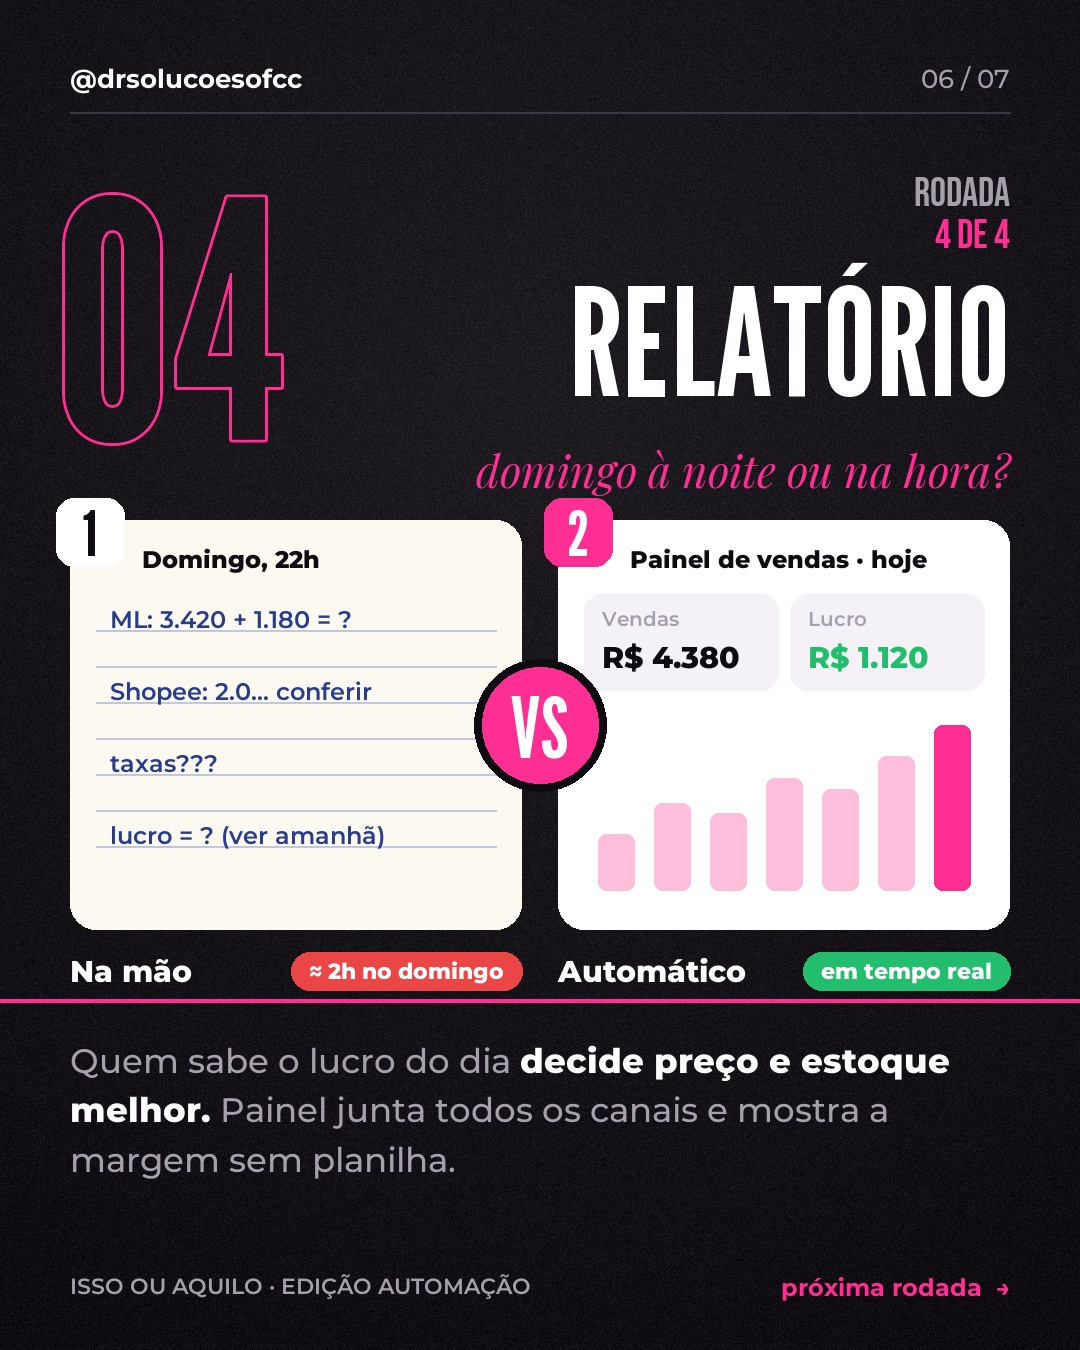 @drsolucoesofcc
06 / 07
04
RODADA
4 DE 4
RELATÓRIO
domingo à noite ou na hora?
1
Domingo, 22h
ML: 3.420 + 1.180 = ?
Shopee: 2.0... conferir
taxas???
lucro = ? (ver amanhã)
VS
2
Painel de vendas · hoje
Vendas
R$ 4.380
Lucro
R$ 1.120
Na mão
≈ 2h no domingo
Automático
em tempo real
Quem sabe o lucro do dia decide preço e estoque
melhor. Painel junta todos os canais e mostra a
margem sem planilha.
ISSO OU AQUILO · EDIÇÃO AUTOMAÇÃO
próxima rodada →